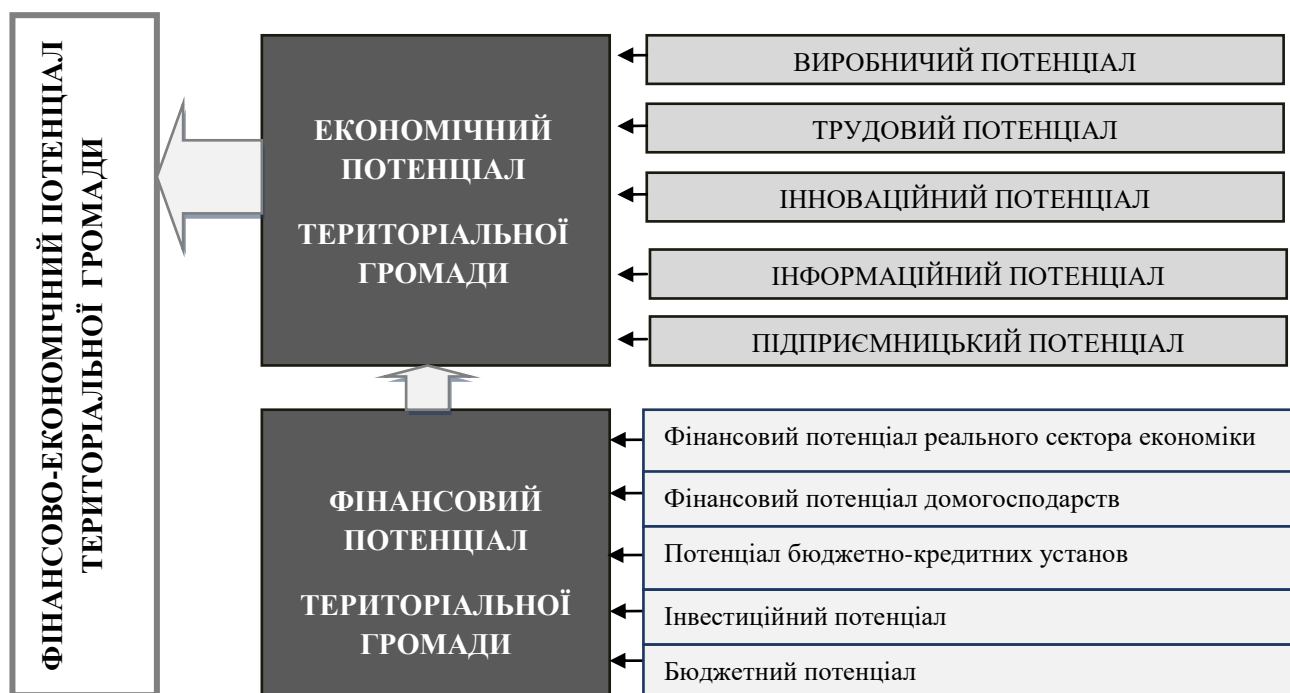 ФІНАНСОВО-ЕКОНОМІЧНИЙ ПОТЕНЦІАЛ
ТЕРИТОРІАЛЬНОЇ ГРОМАДИ
ЕКОНОМІЧНИЙ
ПОТЕНЦІАЛ
ТЕРИТОРІАЛЬНОЇ
ГРОМАДИ
ВИРОБНИЧИЙ ПОТЕНЦІАЛ
ТРУДОВИЙ ПОТЕНЦІАЛ
ІННОВАЦІЙНИЙ ПОТЕНЦІАЛ
ІНФОРМАЦІЙНИЙ ПОТЕНЦІАЛ
ПІДПРИЄМНИЦЬКИЙ ПОТЕНЦІАЛ
ФІНАНСОВИЙ
ПОТЕНЦІАЛ
ТЕРИТОРІАЛЬНОЇ
ГРОМАДИ
Фінансовий потенціал реального сектора економіки
Фінансовий потенціал домогосподарств
Потенціал бюджетно-кредитних установ
Інвестиційний потенціал
Бюджетний потенціал